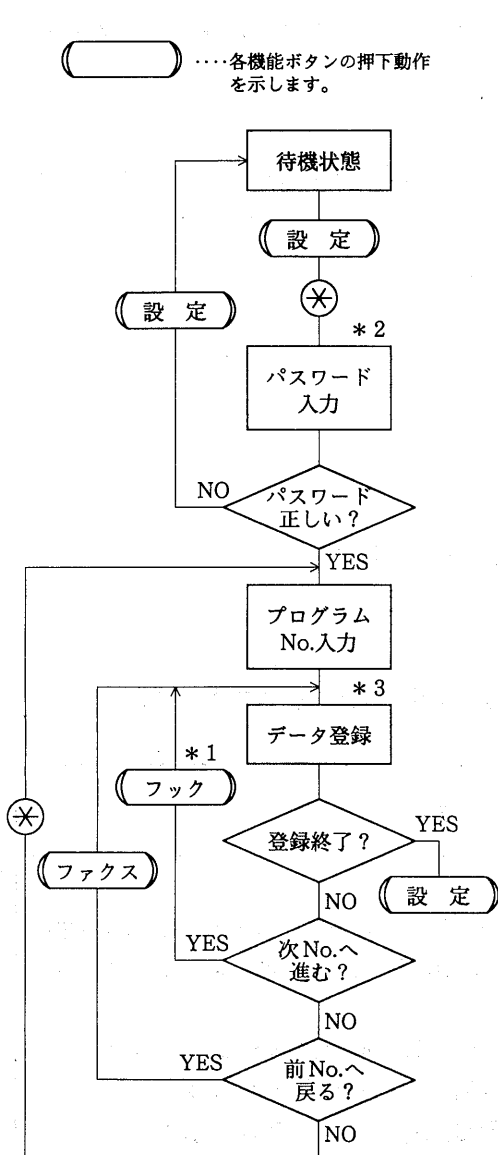 ‥‥各機能ボタンの押下動作
を示します。
待機状態
設 定
設 定
＊2
パスワード
入力
NO
パスワード
正しい？
YES
プログラム
No.入力
＊3
データ登録
＊1
フック
登録終了？
YES
ファクス
設 定
NO
YES
次No.へ
進む？
NO
YES
前No.へ
戻る？
NO